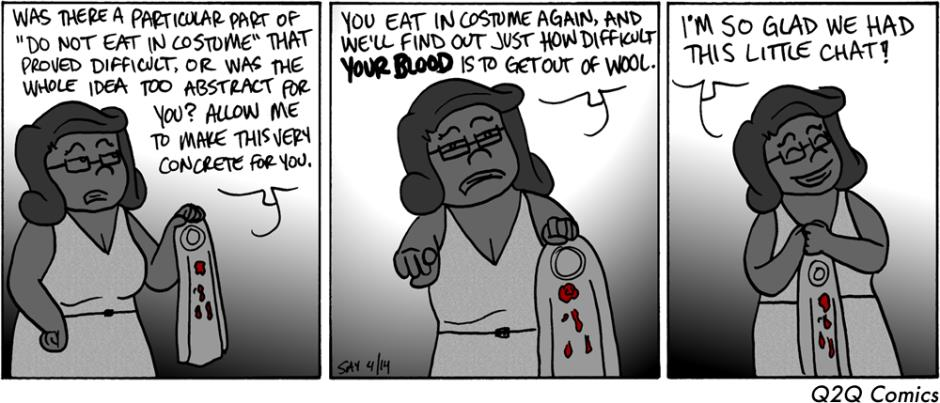 WAS THERE A PARTICULAR PART OF
"DO NOT EAT IN COSTUME" THAT
PROVED DIFFICULT, OR WAS THE
WHOLE IDEA TOO ABSTRACT FOR
YOU? ALLOW ME
TO MAKE THIS VERY
CONCRETE FOR YOU.
YOU EAT IN COSTUME AGAIN, AND
WE'LL FIND OUT JUST HOW DIFFICULT
YOUR BLOOD IS TO GET OUT OF WOOL.
SAY 4/14
I'M SO GLAD WE HAD
THIS LITTLE CHAT!
Q2Q Comics